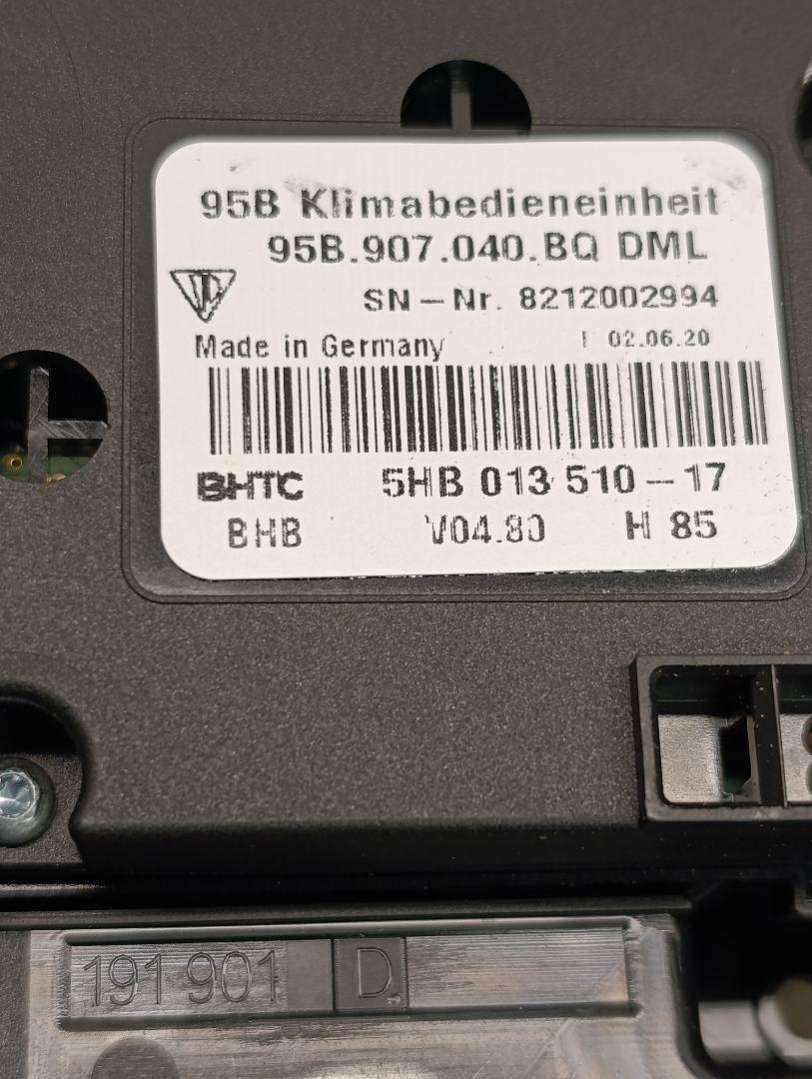 95B Klimabedieneinheit
95B.907.040.BQ DML
SN-Nr. 8212002994
Made in Germany 02.06.20
BHTC 5HB 013 510-17
BHB V04.80 H 85
191 901 D